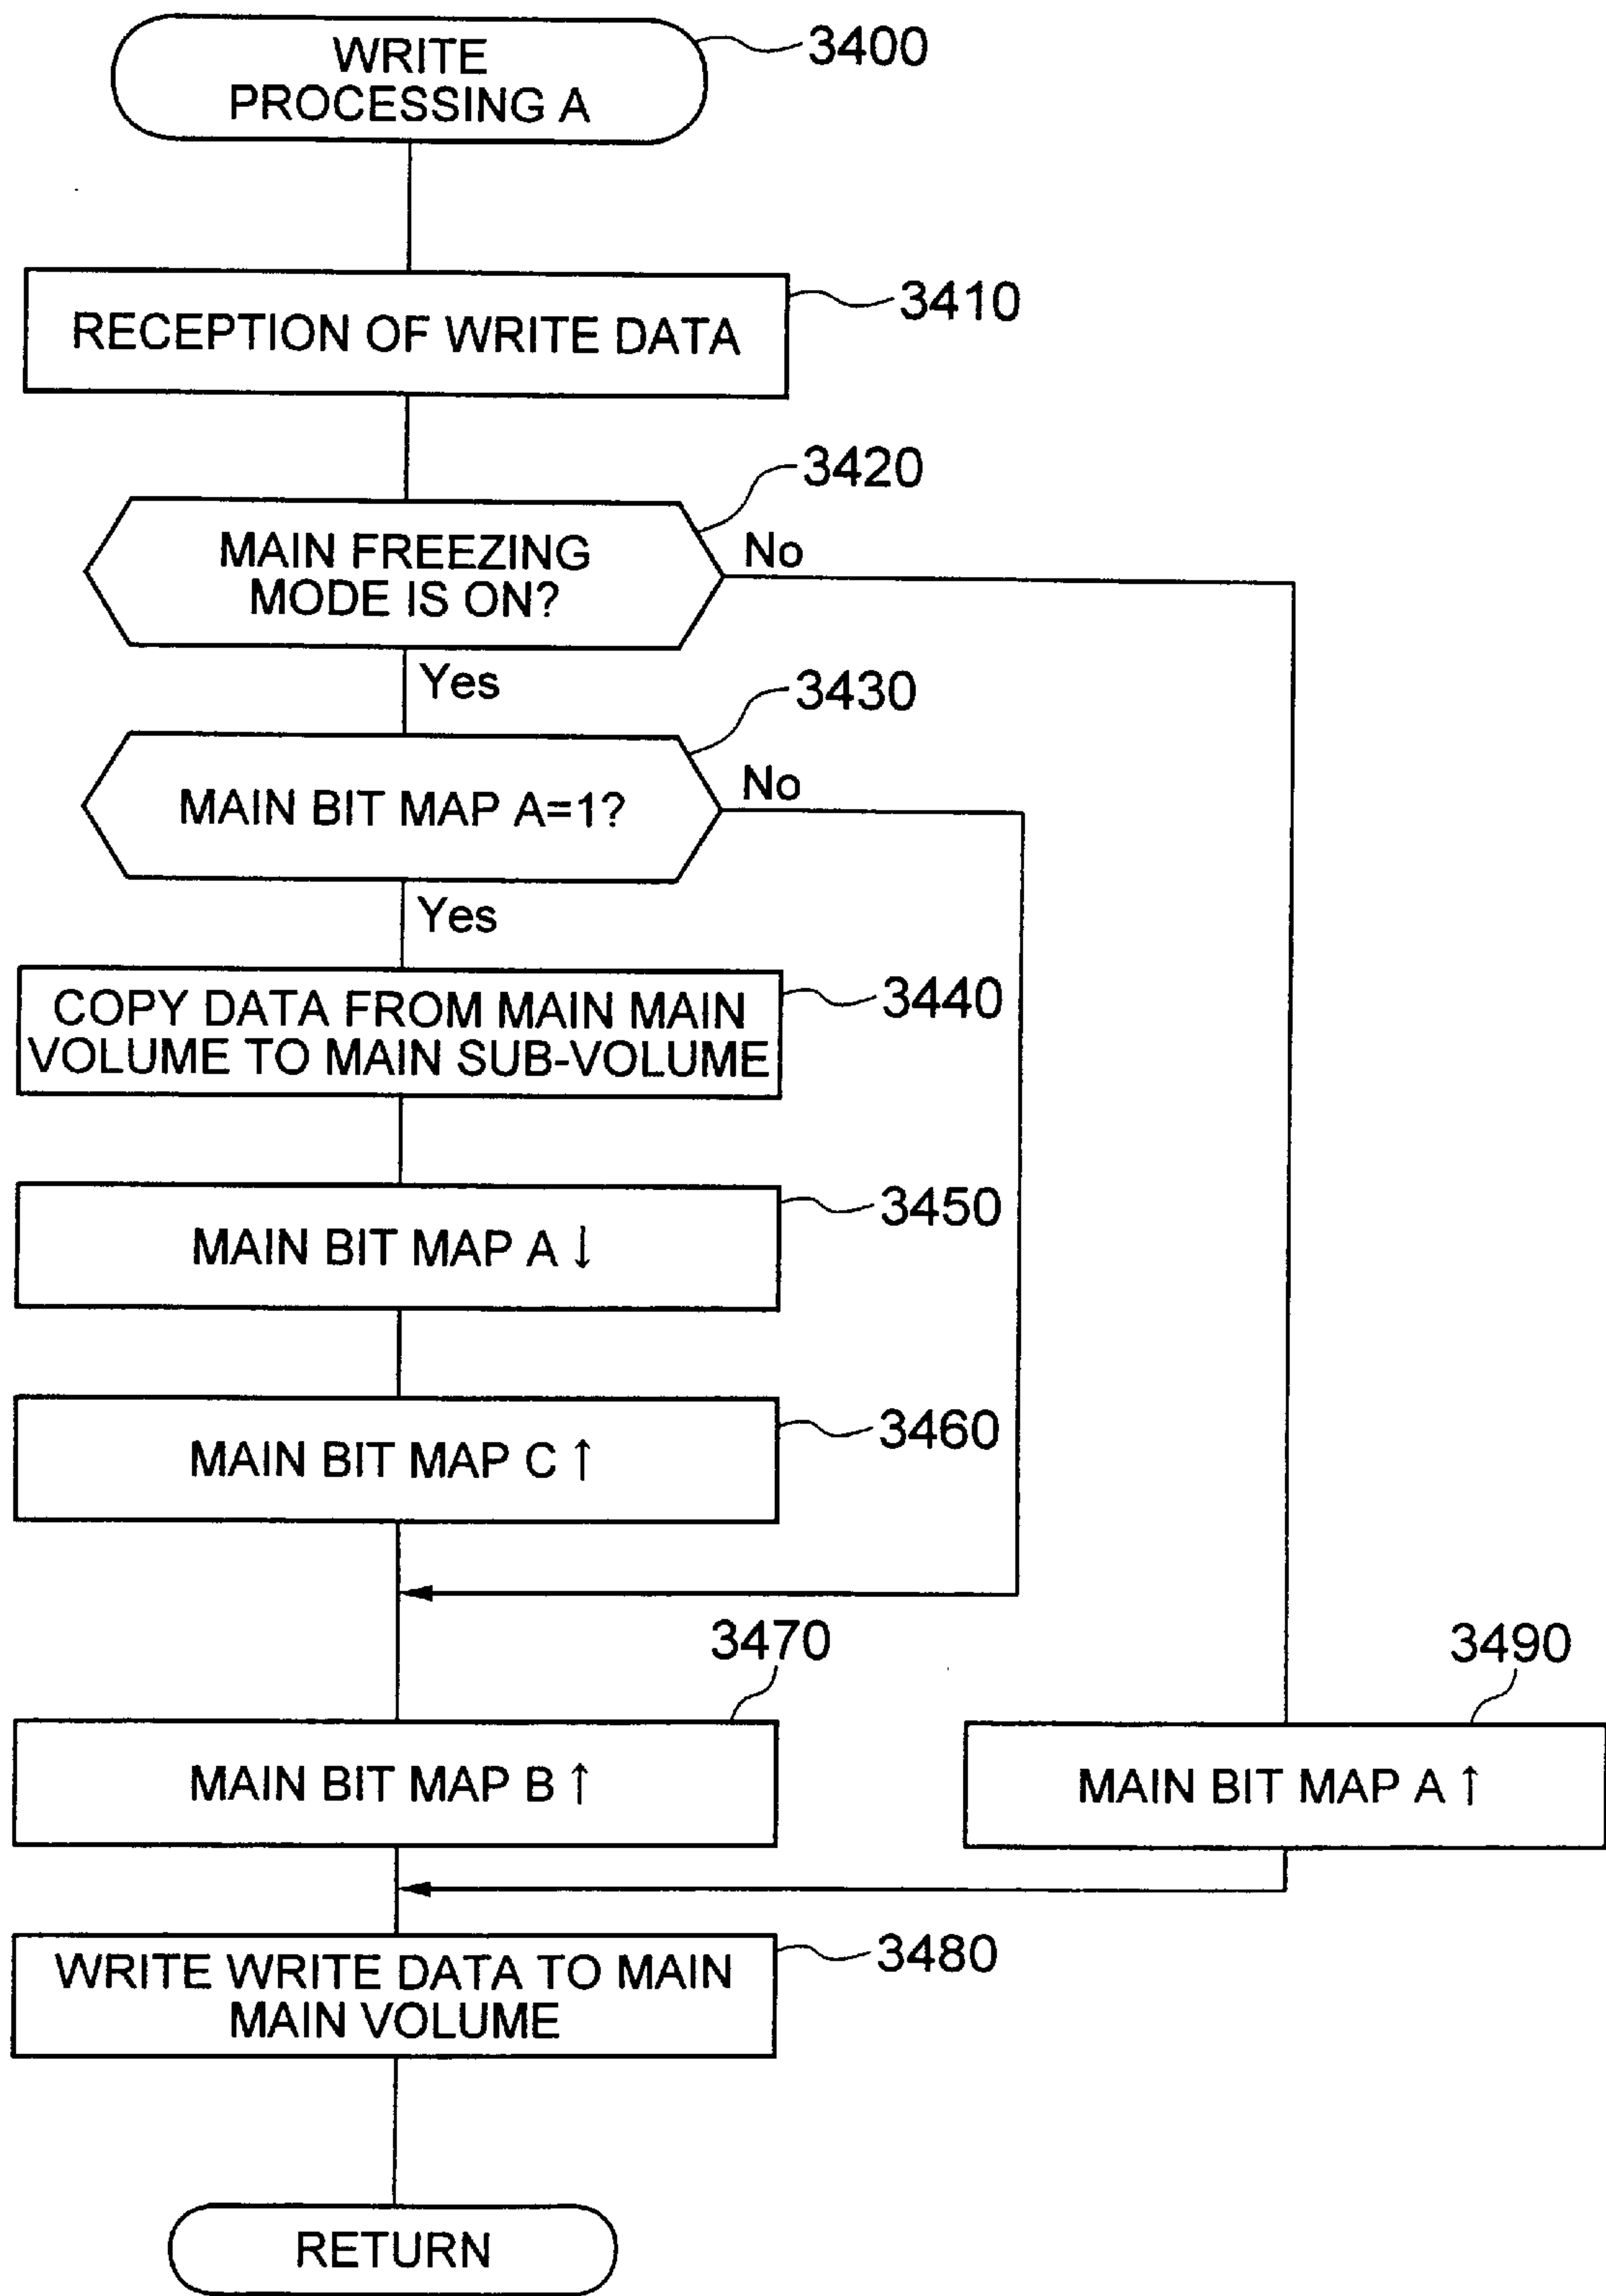 WRITE
PROCESSING A
3400
RECEPTION OF WRITE DATA
3410
MAIN FREEZING
MODE IS ON?
3420
No
Yes
MAIN BIT MAP A=1?
3430
No
Yes
COPY DATA FROM MAIN MAIN
VOLUME TO MAIN SUB-VOLUME
3440
MAIN BIT MAP A ↓
3450
MAIN BIT MAP C ↑
3460
3470
3490
MAIN BIT MAP B ↑
MAIN BIT MAP A ↑
WRITE WRITE DATA TO MAIN
MAIN VOLUME
3480
RETURN